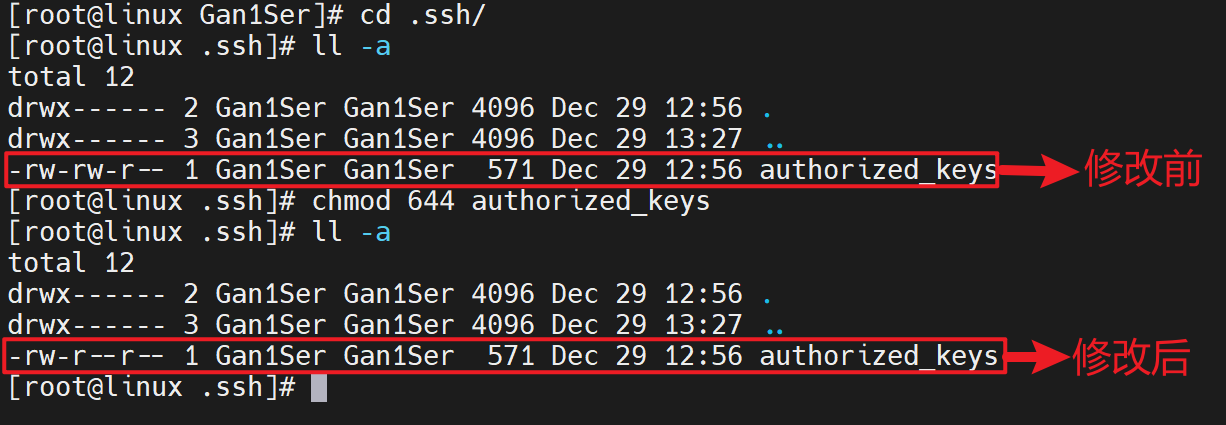 [root@linux Gan1Ser]# cd .ssh/
[root@linux .ssh]# ll -a
total 12
drwx------ 2 Gan1Ser Gan1Ser 4096 Dec 29 12:56 .
drwx------ 3 Gan1Ser Gan1Ser 4096 Dec 29 13:27 ..
-rw-rw-r-- 1 Gan1Ser Gan1Ser  571 Dec 29 12:56 authorized_keys 修改前
[root@linux .ssh]# chmod 644 authorized_keys
[root@linux .ssh]# ll -a
total 12
drwx------ 2 Gan1Ser Gan1Ser 4096 Dec 29 12:56 .
drwx------ 3 Gan1Ser Gan1Ser 4096 Dec 29 13:27 ..
-rw-r--r-- 1 Gan1Ser Gan1Ser  571 Dec 29 12:56 authorized_keys 修改后
[root@linux .ssh]#